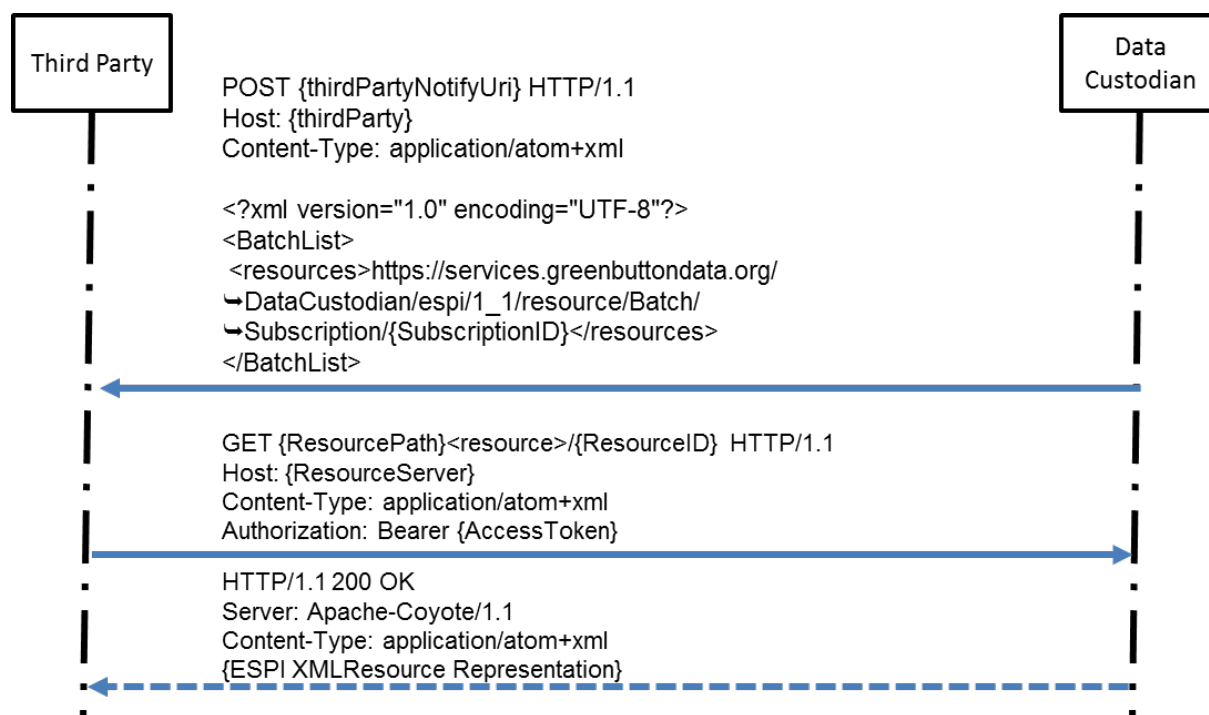 Third Party
Data
Custodian
POST {thirdPartyNotifyUri} HTTP/1.1
Host: {thirdParty}
Content-Type: application/atom+xml
<?xml version="1.0" encoding="UTF-8"?>
<BatchList>
<resources>https://services.greenbuttondata.org/
➥DataCustodian/espi/1_1/resource/Batch/
➥Subscription/{SubscriptionID}</resources>
</BatchList>
GET {ResourcePath}<resource>/{ResourceID} HTTP/1.1
Host: {ResourceServer}
Content-Type: application/atom+xml
Authorization: Bearer {AccessToken}
HTTP/1.1 200 OK
Server: Apache-Coyote/1.1
Content-Type: application/atom+xml
{ESPI XMLResource Representation}